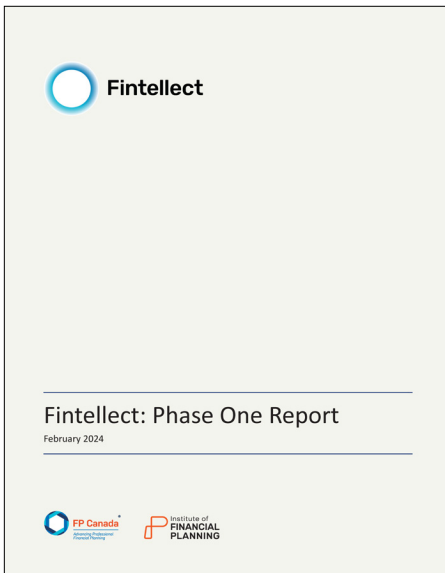 Fintellect
Fintellect: Phase One Report
February 2024
FP Canada
Advancing Professional
Financial Planning
Institute of
FINANCIAL
PLANNING